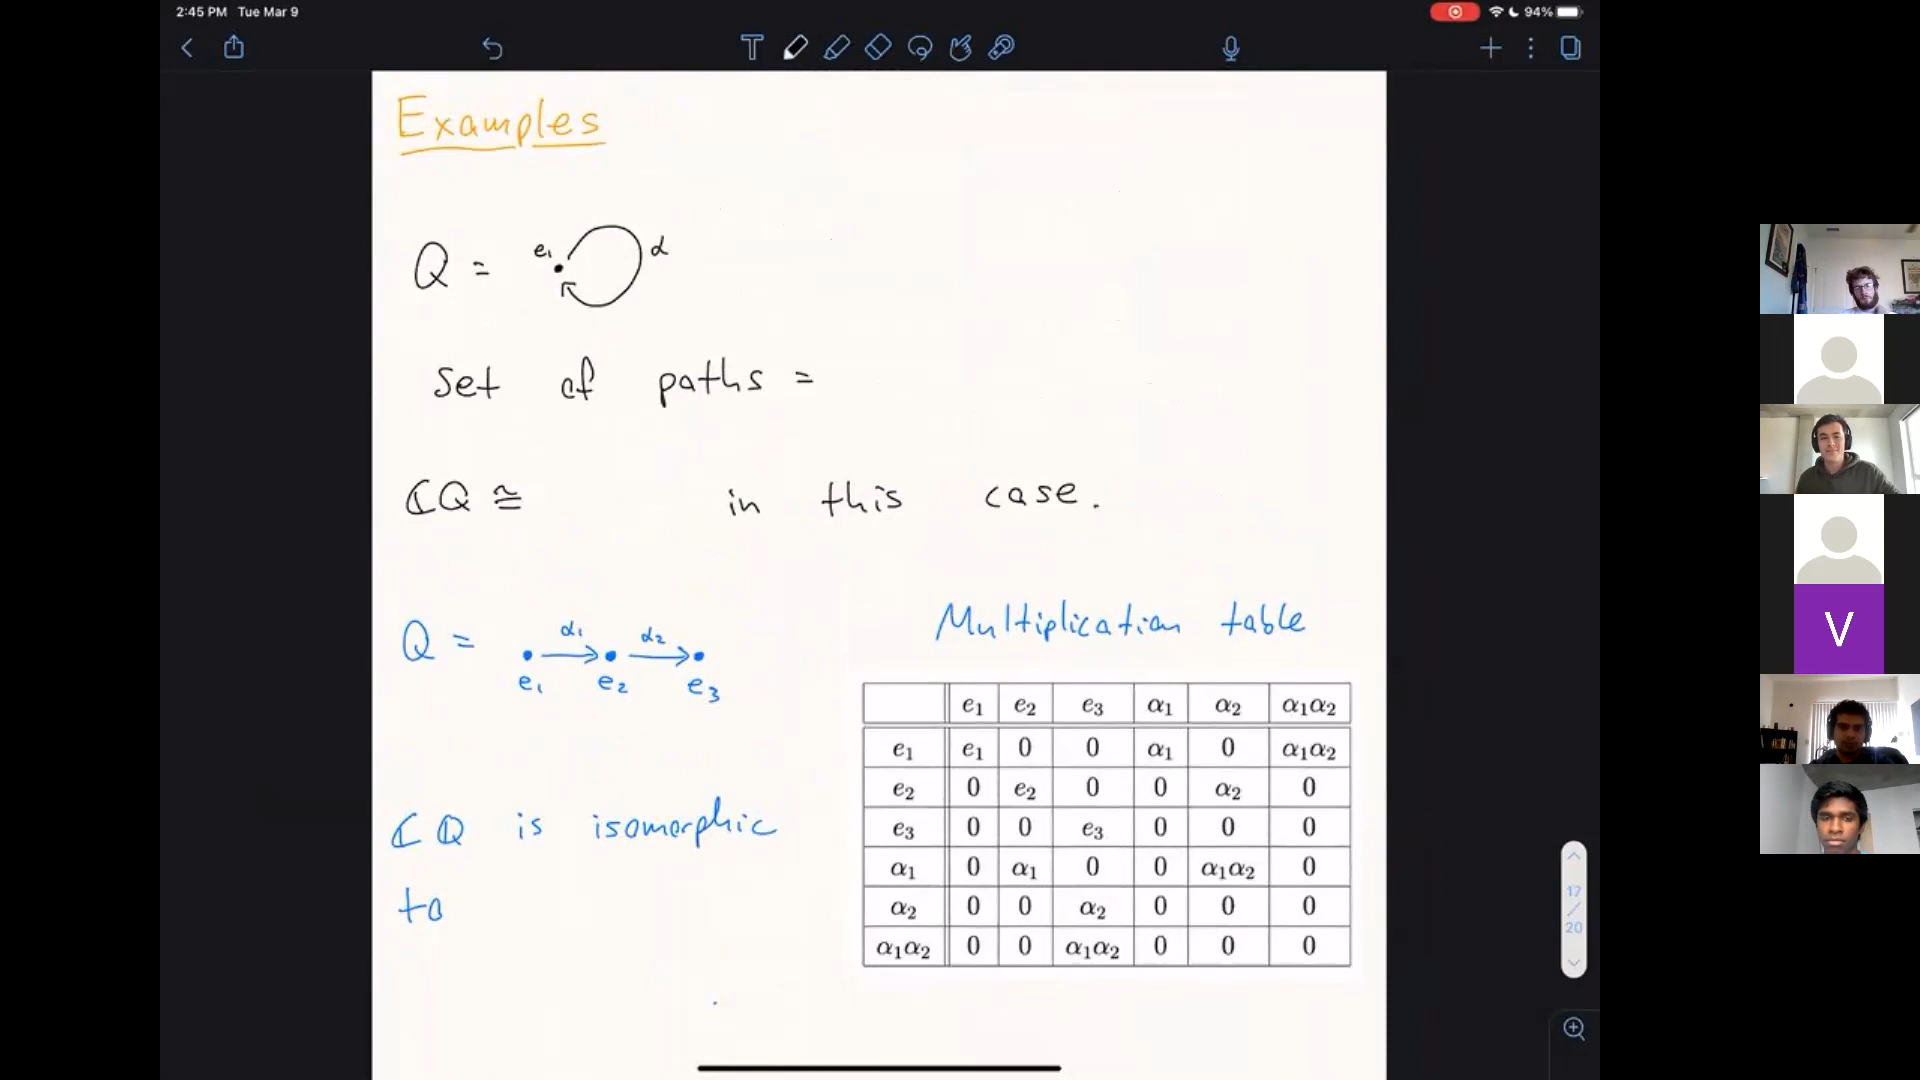 2:45 PM Tue Mar 9
94%
Examples
Q = e₁ α
Set of paths =
ℂQ ≅ in this case.
Q = α₁ α₂
e₁ e₂ e₃
Multiplication table
e₁ e₂ e₃ α₁ α₂ α₁α₂
e₁ e₁ 0 0 α₁ 0 α₁α₂
e₂ 0 e₂ 0 0 α₂ 0
e₃ 0 0 e₃ 0 0 0
α₁ 0 α₁ 0 0 α₁α₂ 0
α₂ 0 0 α₂ 0 0 0
α₁α₂ 0 0 α₁α₂ 0 0 0
ℂQ is isomorphic
to
17
/
20
V